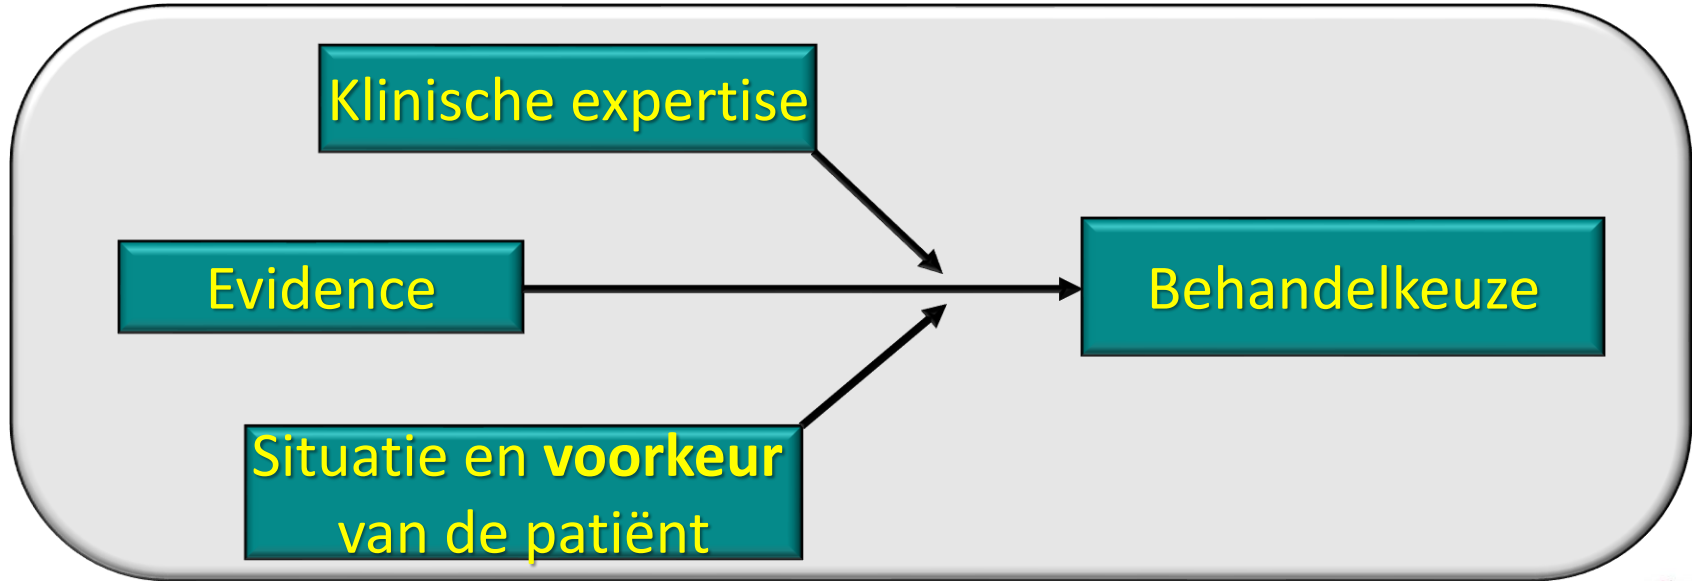 Klinische expertise
Evidence
Behandelkeuze
Situatie en voorkeur
van de patiënt